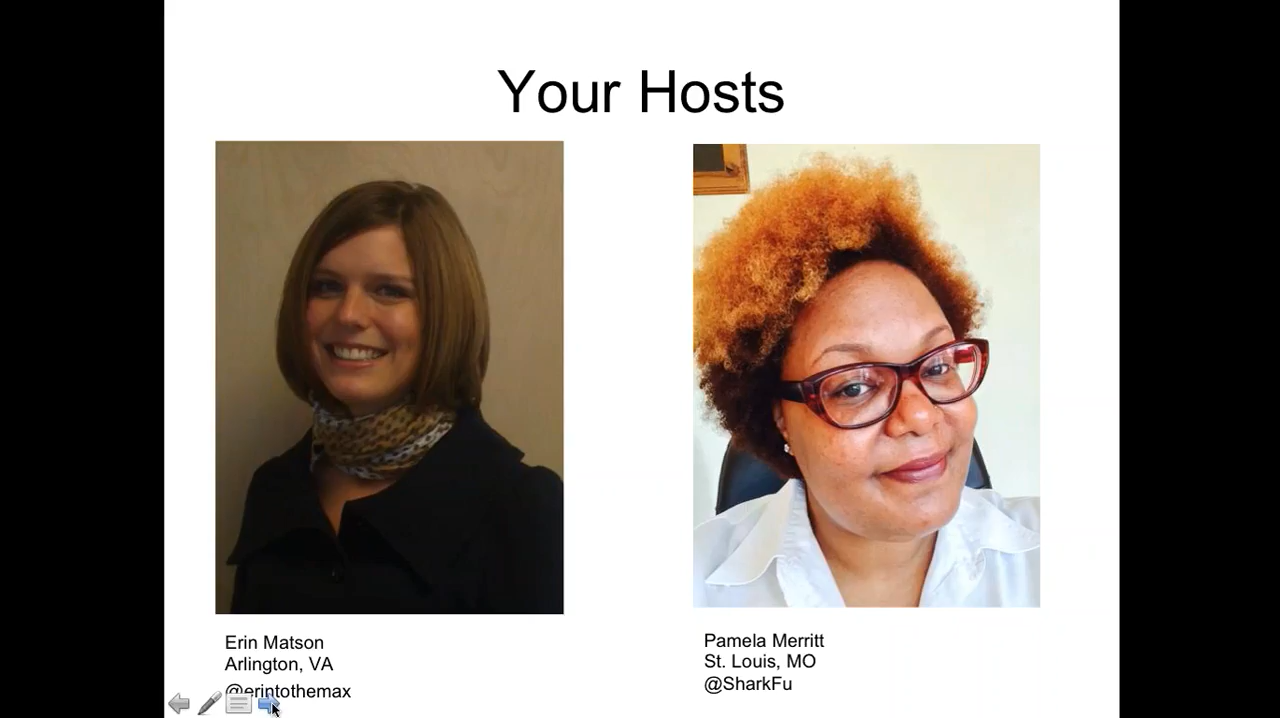 Your Hosts
Erin Matson
Arlington, VA
@erintothemax
Pamela Merritt
St. Louis, MO
@SharkFu